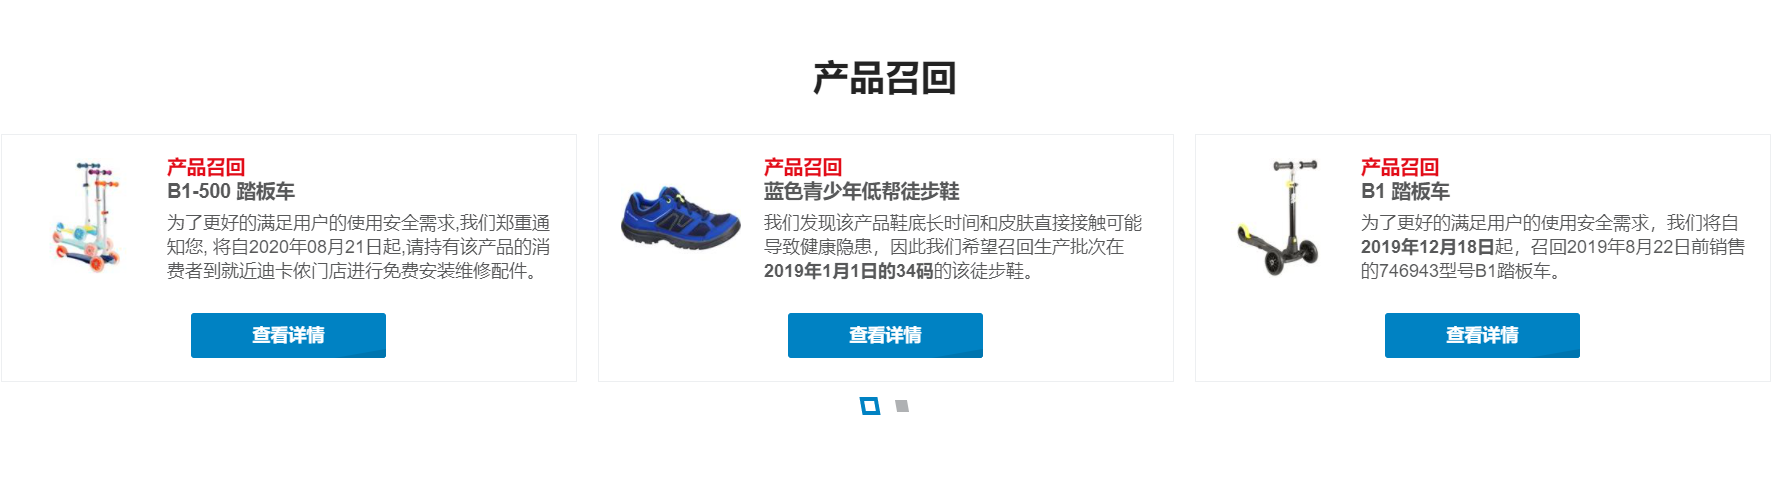 产品召回
产品召回
B1-500 踏板车
为了更好的满足用户的使用安全需求,我们郑重通
知您, 将自2020年08月21日起,请持有该产品的消
费者到就近迪卡侬门店进行免费安装维修配件。
查看详情
产品召回
蓝色青少年低帮徒步鞋
我们发现该产品鞋底长时间和皮肤直接接触可能
导致健康隐患，因此我们希望召回生产批次在
2019年1月1日的34码的该徒步鞋。
查看详情
产品召回
B1 踏板车
为了更好的满足用户的使用安全需求，我们将自
2019年12月18日起，召回2019年8月22日前销售
的746943型号B1踏板车。
查看详情